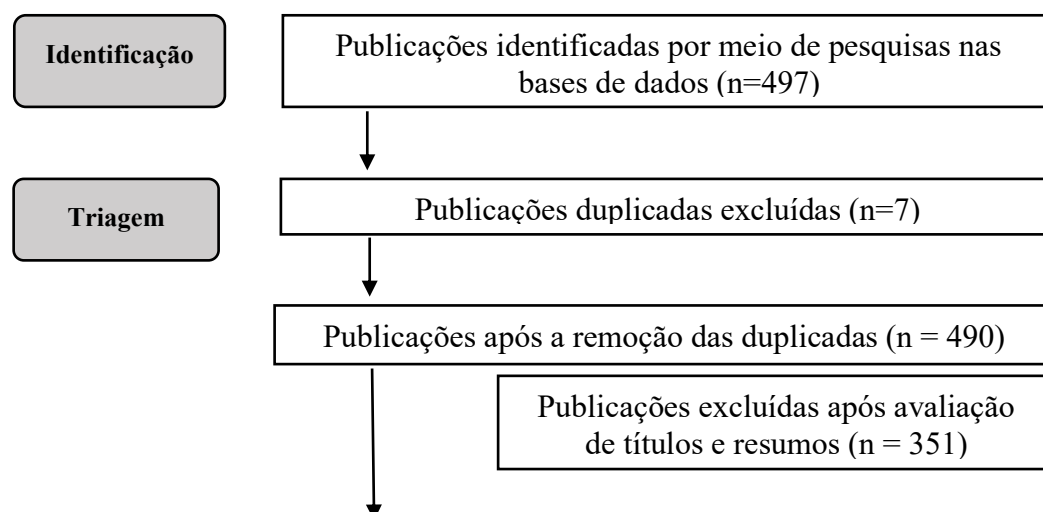 Identificação
Publicações identificadas por meio de pesquisas nas
bases de dados (n=497)
Triagem
Publicações duplicadas excluídas (n=7)
Publicações após a remoção das duplicadas (n = 490)
Publicações excluídas após avaliação
de títulos e resumos (n = 351)